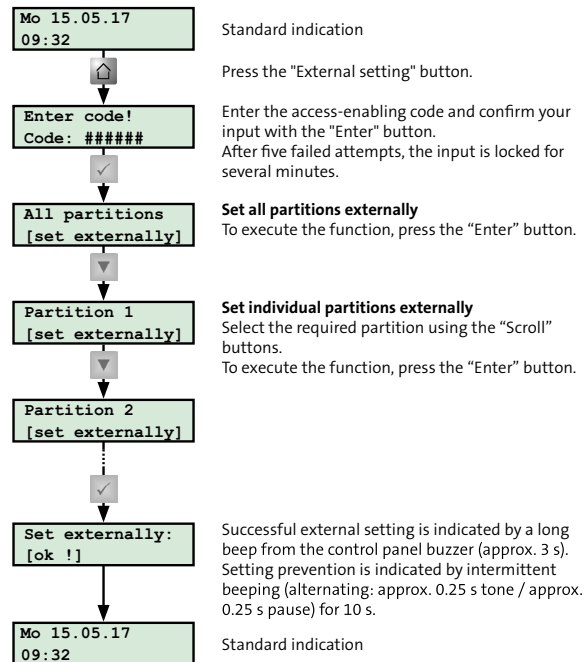 Mo 15.05.17
09:32
Standard indication
Press the "External setting" button.
Enter code!
Code: ######
Enter the access-enabling code and confirm your
input with the "Enter" button.
After five failed attempts, the input is locked for
several minutes.
All partitions
[set externally]
Set all partitions externally
To execute the function, press the “Enter” button.
Partition 1
[set externally]
Set individual partitions externally
Select the required partition using the “Scroll”
buttons.
To execute the function, press the “Enter” button.
Partition 2
[set externally]
Set externally:
[ok !]
Successful external setting is indicated by a long
beep from the control panel buzzer (approx. 3 s).
Setting prevention is indicated by intermittent
beeping (alternating: approx. 0.25 s tone / approx.
0.25 s pause) for 10 s.
Mo 15.05.17
09:32
Standard indication